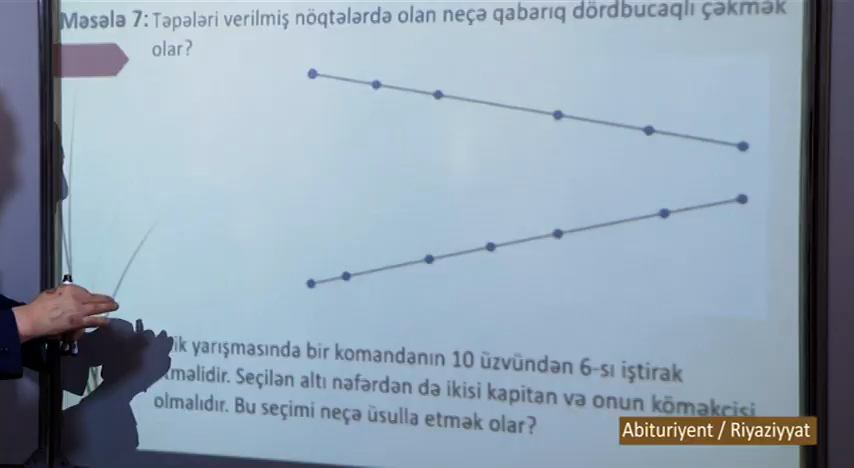 Məsələ 7: Təpələri verilmiş nöqtələrdə olan neçə qabarıq dördbucaqlı çəkmək
olar?
yarışmasında bir komandanın 10 üzvündən 6-sı iştirak
Seçilən altı nəfərdən də ikisi kapitan və onun köməkçisi
olmalıdır. Bu seçimi neçə üsulla etmək olar?
Abituriyent / Riyaziyyat